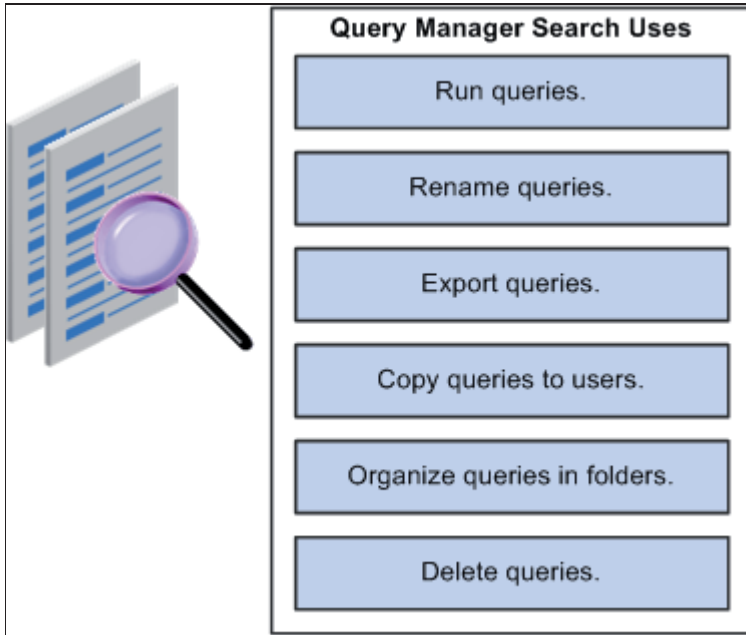 Query Manager Search Uses
Run queries.
Rename queries.
Export queries.
Copy queries to users.
Organize queries in folders.
Delete queries.